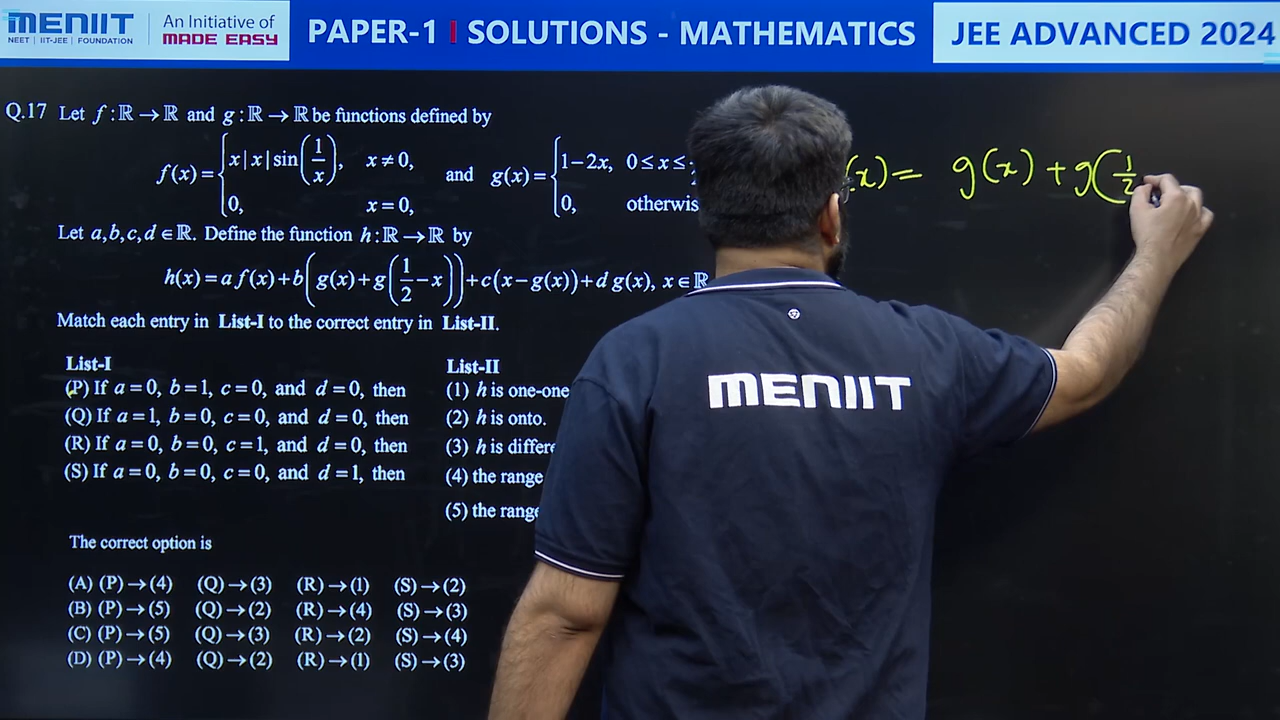 MENIIT
NEET | IIT-JEE | FOUNDATION
An Initiative of
MADE EASY
PAPER-1 | SOLUTIONS - MATHEMATICS
JEE ADVANCED 2024
Q.17 Let f : ℝ → ℝ and g : ℝ → ℝ be functions defined by
f(x) = { x|x| sin(1/x), x ≠ 0, and g(x) = { 1 − 2x, 0 ≤ x ≤
0, x = 0, 0,
Let a, b, c, d ∈ ℝ. Define the function h : ℝ → ℝ by
h(x) = a f(x) + b(g(x) + g(1/2 − x)) + c(x − g(x)) + d g(x), x ∈ ℝ
(x) = g(x) + g(1/2
Match each entry in List-I to the correct entry in List-II.
List-I
(P) If a = 0, b = 1, c = 0, and d = 0, then
(Q) If a = 1, b = 0, c = 0, and d = 0, then
(R) If a = 0, b = 0, c = 1, and d = 0, then
(S) If a = 0, b = 0, c = 0, and d = 1, then
List-II
(1) h is one-one
(2) h is onto.
(3) h is
(4) the range
(5) the
The correct option is
(A) (P) → (4) (Q) → (3) (R) → (1) (S) → (2)
(B) (P) → (5) (Q) → (2) (R) → (4) (S) → (3)
(C) (P) → (5) (Q) → (3) (R) → (2) (S) → (4)
(D) (P) → (4) (Q) → (2) (R) → (1) (S) → (3)
MENIIT